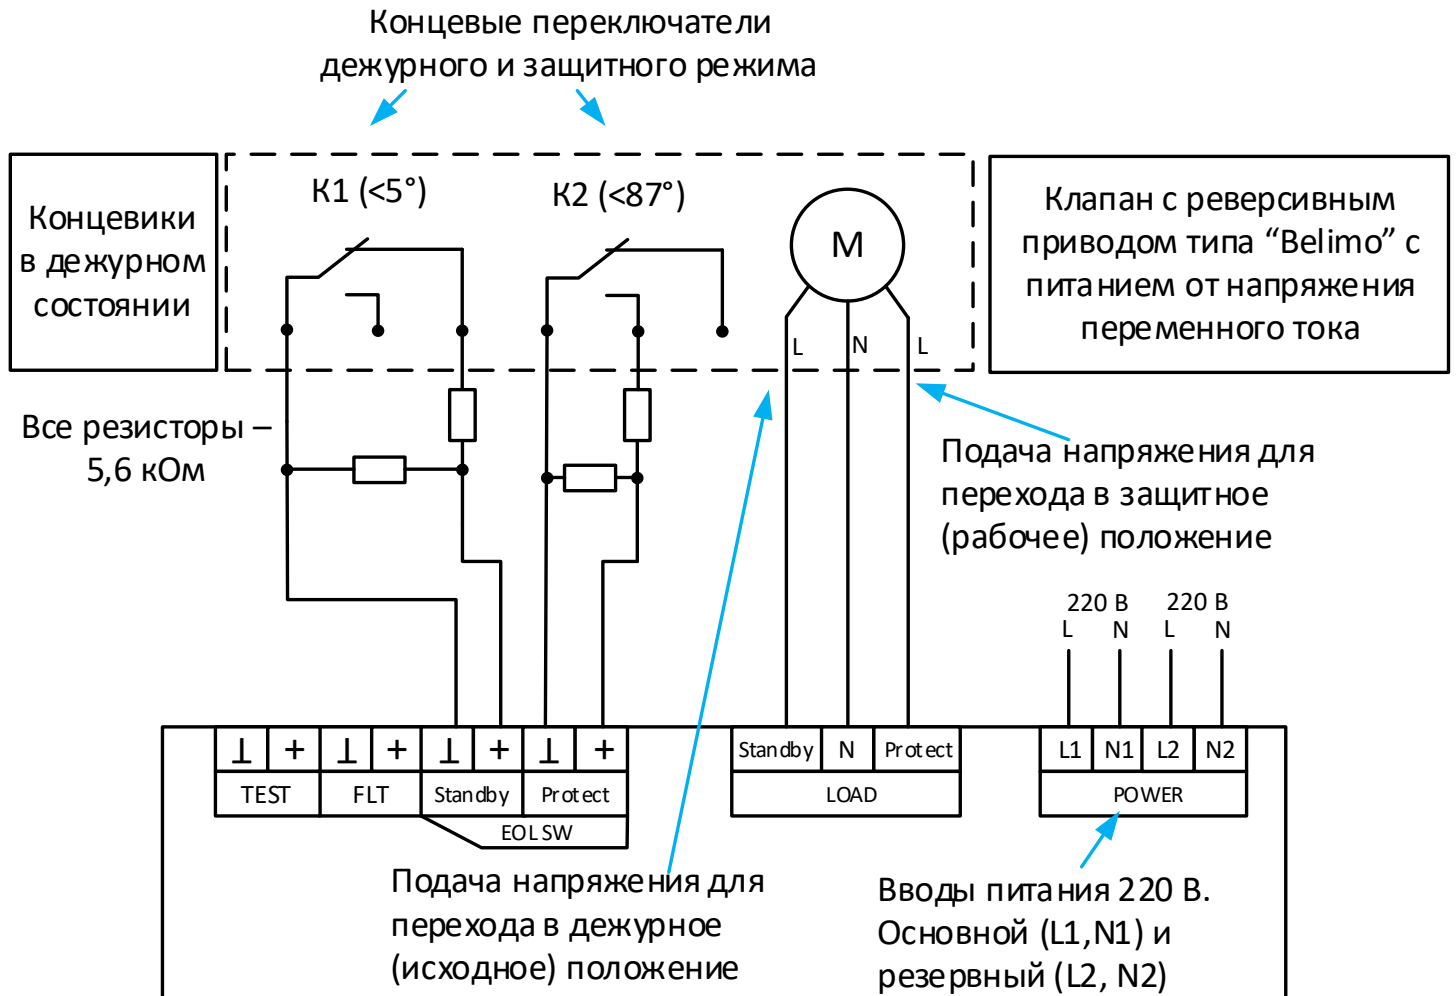 Концевые переключатели
дежурного и защитного режима
Концевики
в дежурном
состоянии
К1 (<5°)
К2 (<87°)
M
Клапан с реверсивным
приводом типа “Belimo” с
питанием от напряжения
переменного тока
L
N
L
Все резисторы –
5,6 кОм
Подача напряжения для
перехода в защитное
(рабочее) положение
220 В
220 В
L
N
L
N
⊥
+
⊥
+
⊥
+
⊥
+
Standby
N
Protect
L1
N1
L2
N2
TEST
FLT
Standby
Protect
LOAD
POWER
EOL SW
Подача напряжения для
перехода в дежурное
(исходное) положение
Вводы питания 220 В.
Основной (L1,N1) и
резервный (L2, N2)